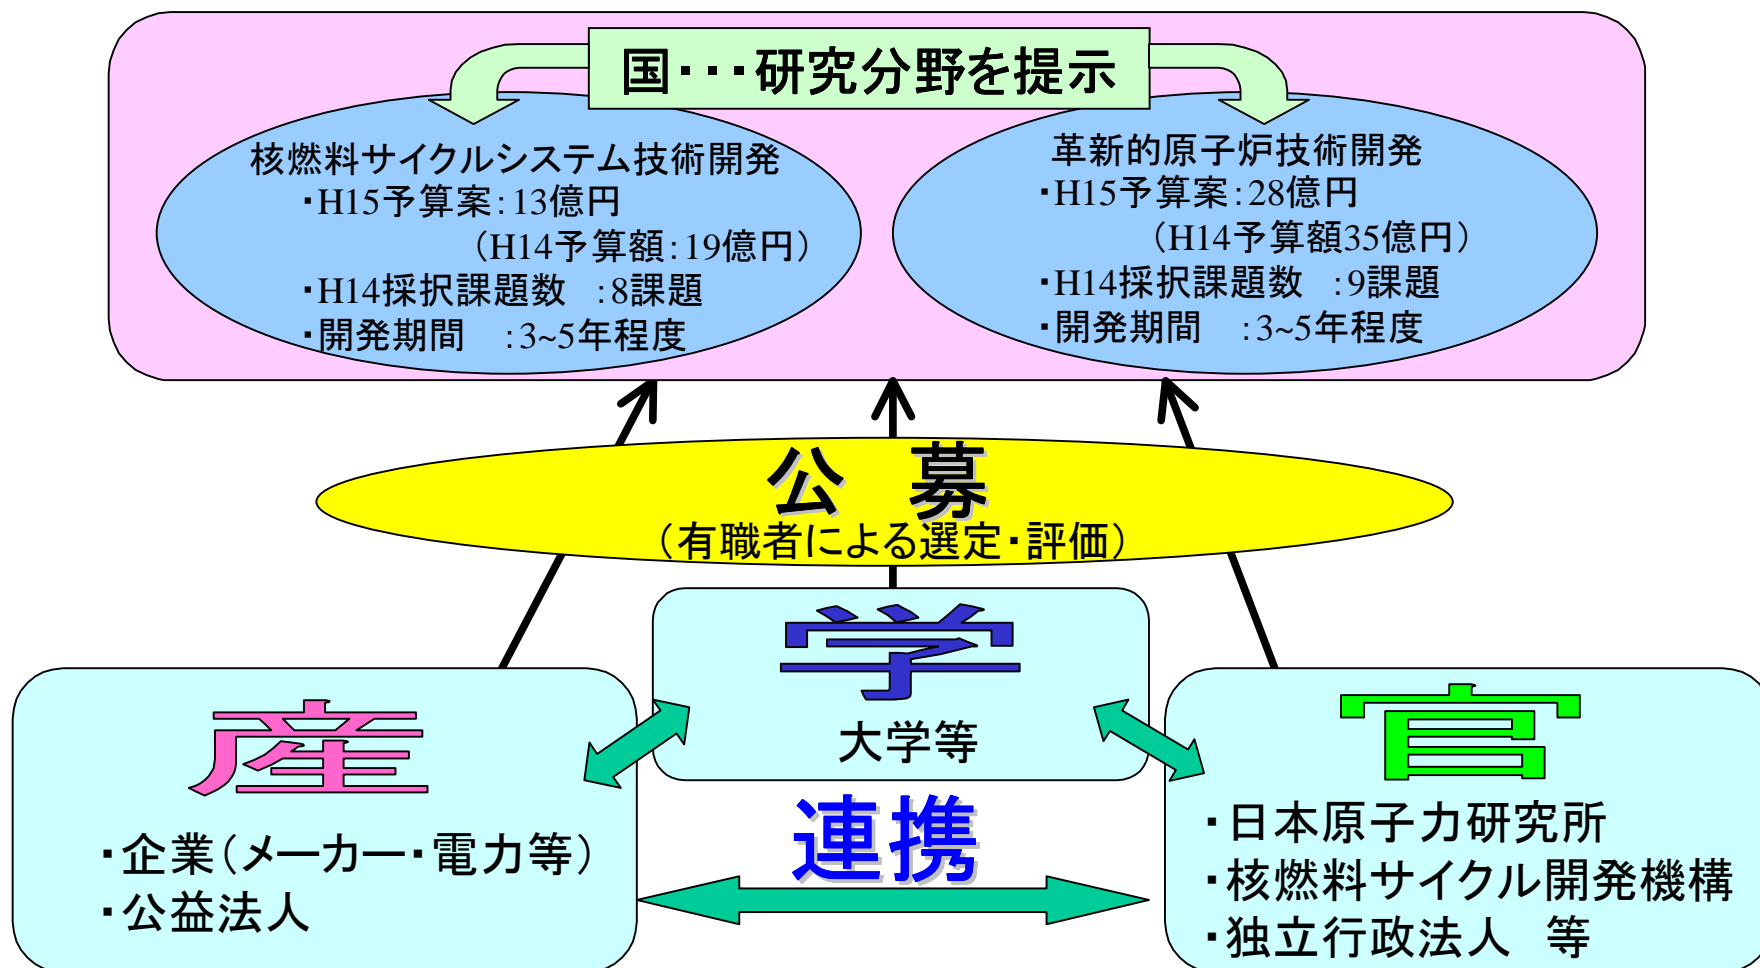 国・・・研究分野を提示
核燃料サイクルシステム技術開発
・H15予算案：13億円
（H14予算額：19億円）
・H14採択課題数　：8課題
・開発期間　：3~5年程度
革新的原子炉技術開発
・H15予算案：28億円
（H14予算額35億円）
・H14採択課題数　：9課題
・開発期間　：3~5年程度
公　募
（有職者による選定・評価）
学
大学等
産
・企業（メーカー・電力等）
・公益法人
連携
官
・日本原子力研究所
・核燃料サイクル開発機構
・独立行政法人　等